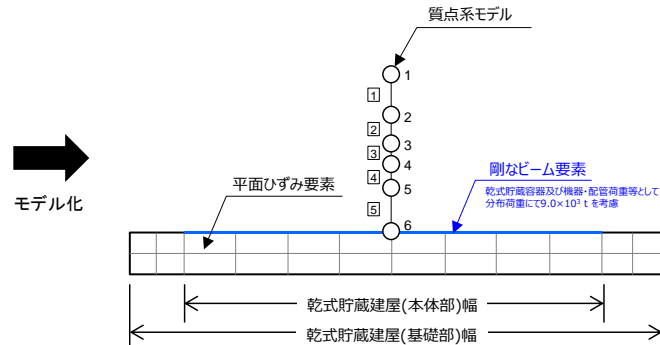 質点系モデル
1
1
2
2
3
3
4
4
5
5
6
剛なビーム要素
乾式貯蔵容器及び機器・配管荷重等として
分布荷重にて9.0×10³ t を考慮
平面ひずみ要素
モデル化
乾式貯蔵建屋(本体部)幅
乾式貯蔵建屋(基礎部)幅